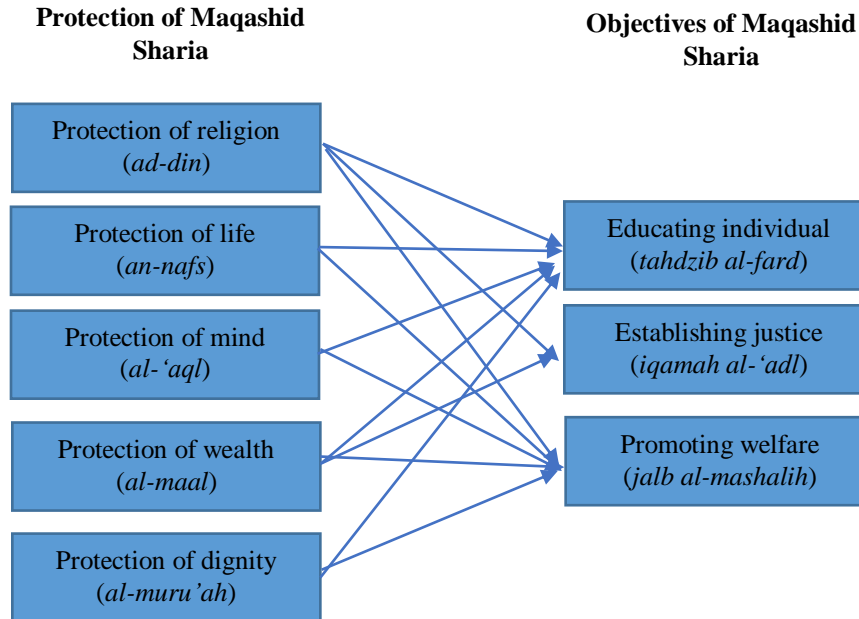 Protection of Maqashid
Sharia
Objectives of Maqashid
Sharia
Protection of religion
(ad-din)
Protection of life
(an-nafs)
Protection of mind
(al-‘aql)
Protection of wealth
(al-maal)
Protection of dignity
(al-muru’ah)
Educating individual
(tahdzib al-fard)
Establishing justice
(iqamah al-‘adl)
Promoting welfare
(jalb al-mashalih)